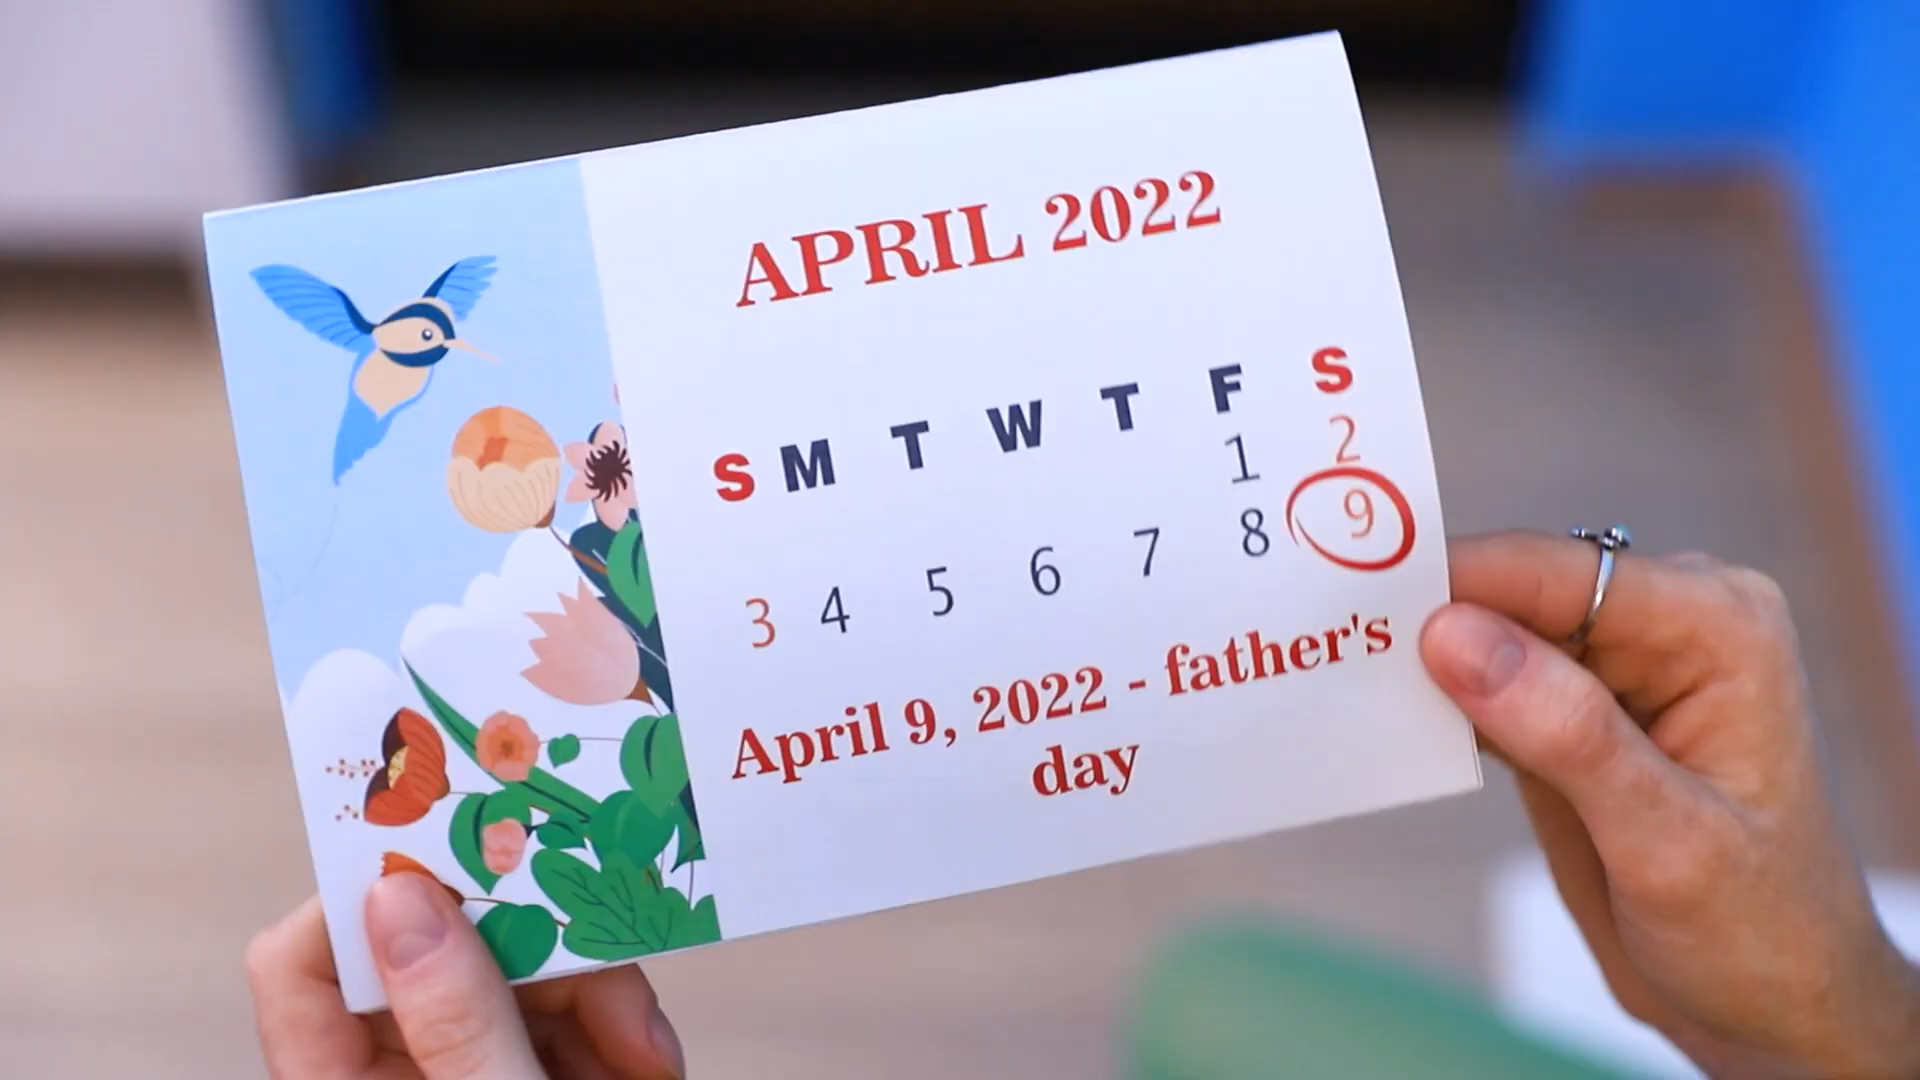 APRIL 2022
S M T W T F S
1 2
3 4 5 6 7 8 9
April 9, 2022 - father's
day